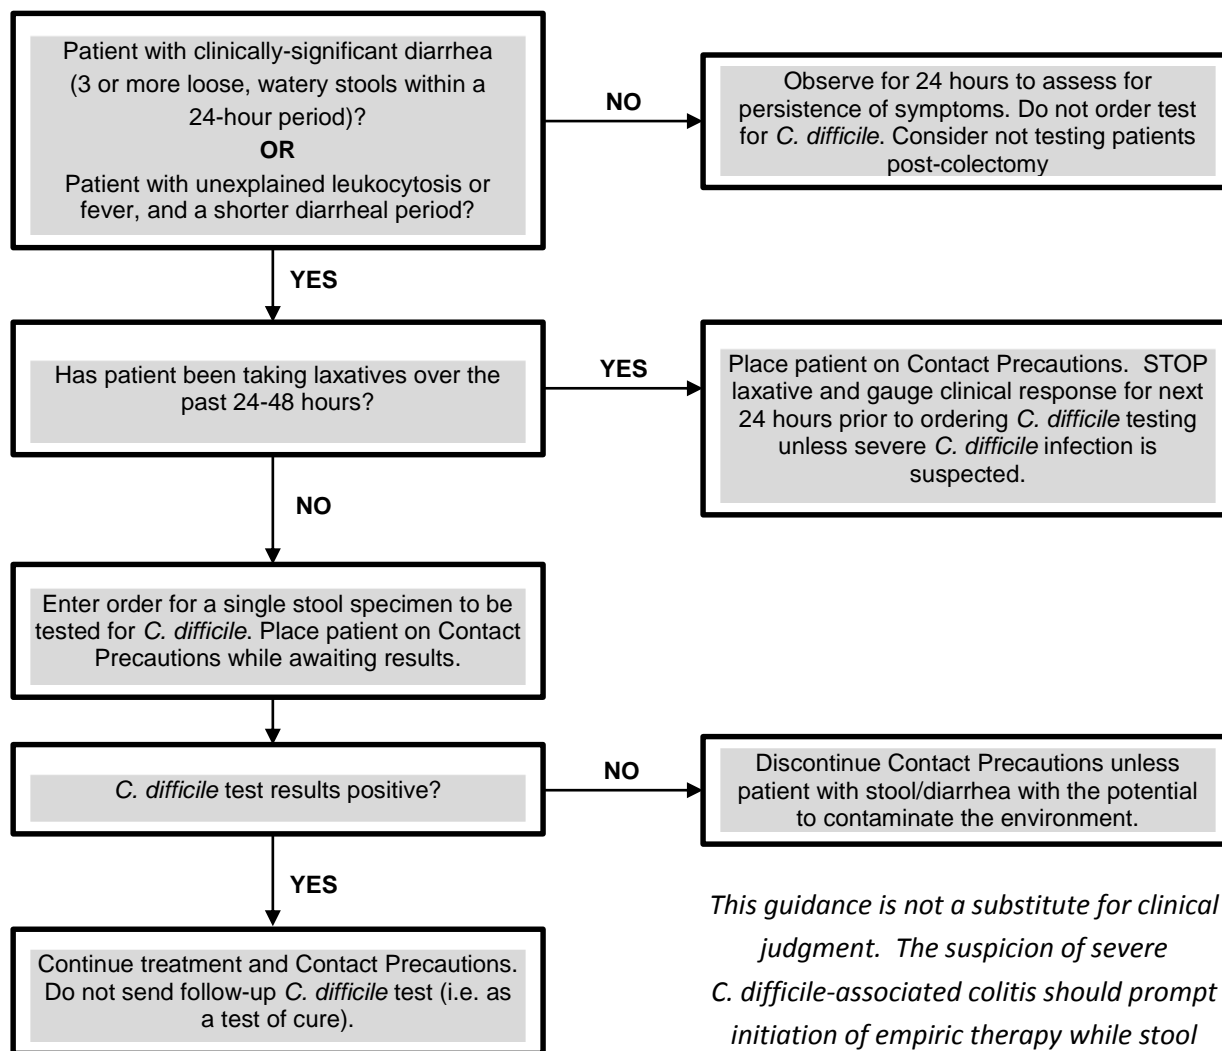 Patient with clinically-significant diarrhea
(3 or more loose, watery stools within a
24-hour period)?
OR
Patient with unexplained leukocytosis or
fever, and a shorter diarrheal period?
NO
Observe for 24 hours to assess for
persistence of symptoms. Do not order test
for C. difficile. Consider not testing patients
post-colectomy
YES
Has patient been taking laxatives over the
past 24-48 hours?
YES
Place patient on Contact Precautions.  STOP
laxative and gauge clinical response for next
24 hours prior to ordering C. difficile testing
unless severe C. difficile infection is
suspected.
NO
Enter order for a single stool specimen to be
tested for C. difficile. Place patient on Contact
Precautions while awaiting results.
C. difficile test results positive?
NO
Discontinue Contact Precautions unless
patient with stool/diarrhea with the potential
to contaminate the environment.
YES
Continue treatment and Contact Precautions.
Do not send follow-up C. difficile test (i.e. as
a test of cure).
This guidance is not a substitute for clinical
judgment.  The suspicion of severe
C. difficile-associated colitis should prompt
initiation of empiric therapy while stool